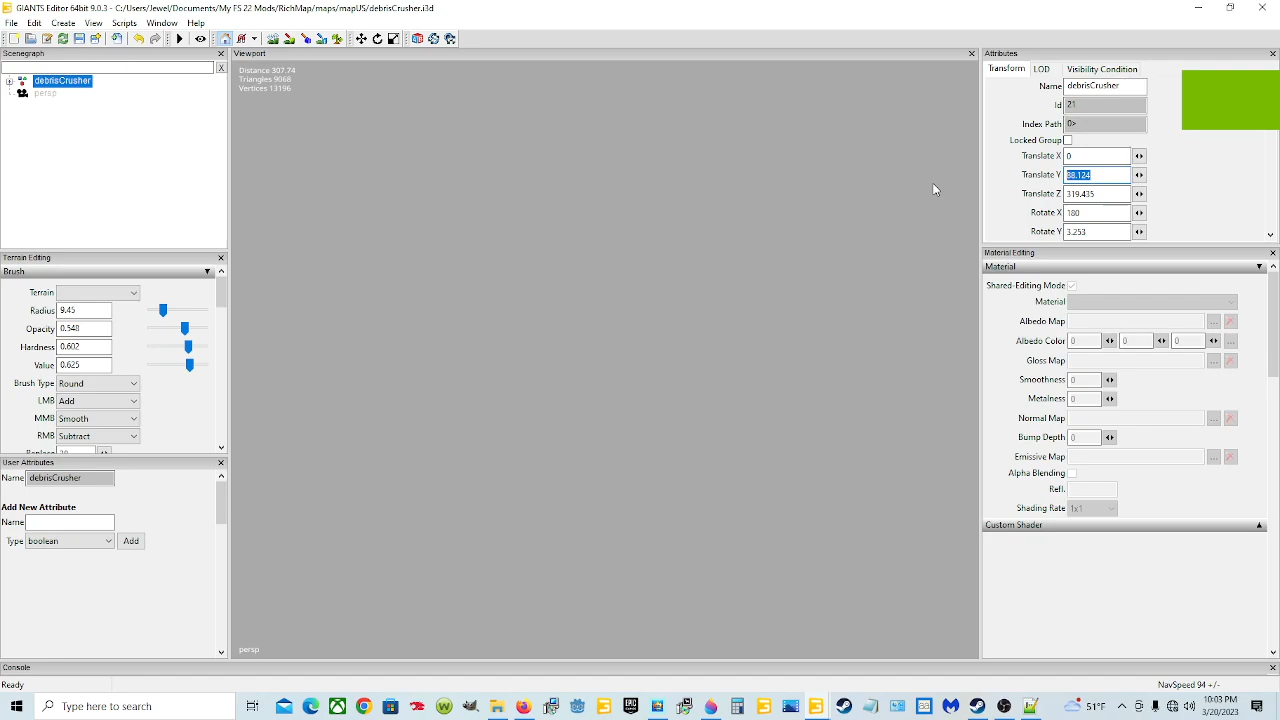 GIANTS Editor 64bit 9.0.3 - C:/Users/Jewel/Documents/My FS 22 Mods/RichMap/mapUS/debrisCrusher.i3d
File Edit Create View Scripts Window Help
Scenegraph
X
debrisCrusher
persp
Viewport
Distance 307.74
Triangles 9068
Vertices 13196
persp
Terrain Editing
Brush
Terrain
Radius 9.45
Opacity 0.548
Hardness 0.602
Value 0.625
Brush Type Round
LMB Add
MMB Smooth
RMB Subtract
User Attributes
Name debrisCrusher
Add New Attribute
Name
Type boolean Add
Attributes
Transform LOD Visibility Condition
Name debrisCrusher
Id 21
Index Path 0>
Locked Group
Translate X 0
Translate Y 88.124
Translate Z 319.435
Rotate X 180
Rotate Y 3.253
Material Editing
Material
Shared-Editing Mode
Material
Albedo Map ...
Albedo Color 0 0 0 ...
Gloss Map ...
Smoothness 0
Metalness 0
Normal Map ...
Bump Depth 0
Emissive Map ...
Alpha Blending
Refl.
Shading Rate 1x1
Custom Shader
Console
Ready
NavSpeed 94 +/-
Type here to search
51°F
10:03 PM
3/20/2023